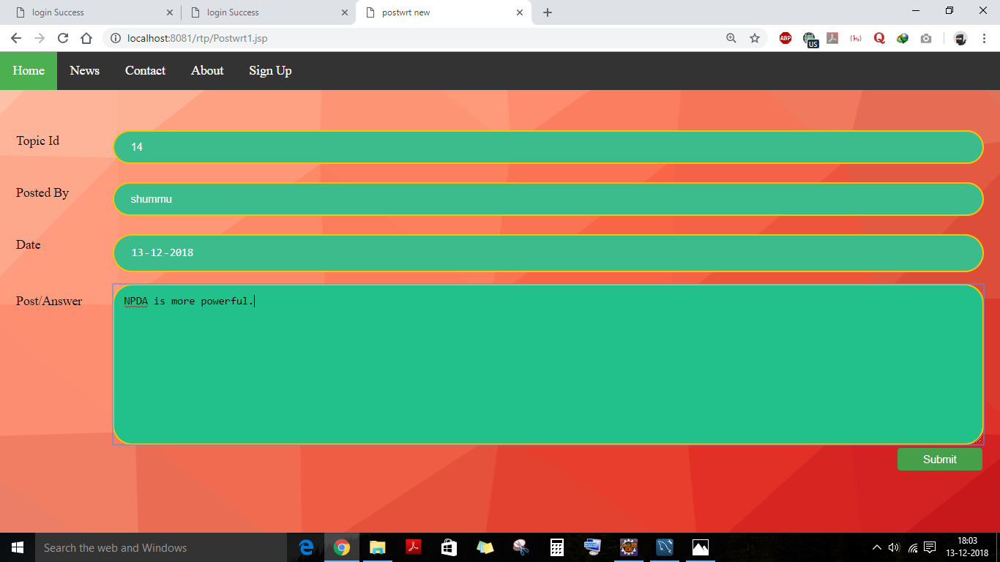 login Success
login Success
postwrt new
localhost:8081/rtp/Postwrt1.jsp
ABP
US
Q
Home
News
Contact
About
Sign Up
Topic Id
14
Posted By
shummu
Date
13-12-2018
Post/Answer
NPDA is more powerful.
Submit
Search the web and Windows
18:03
13-12-2018